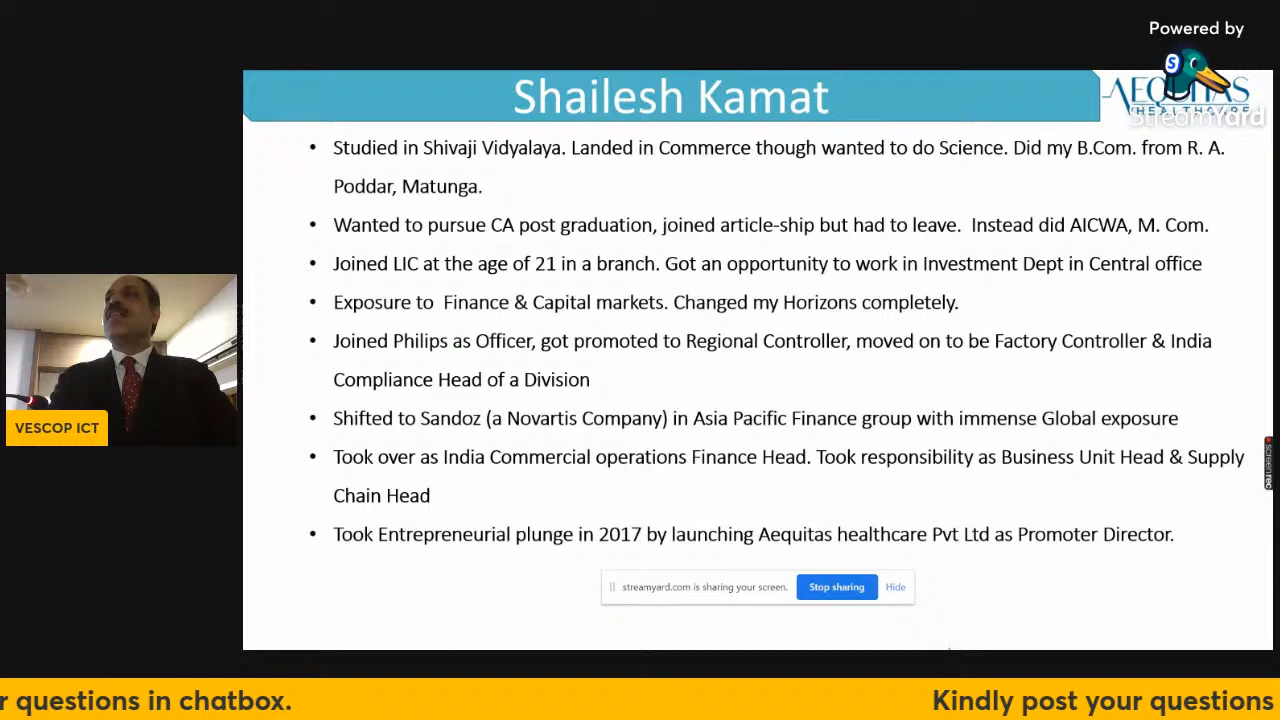 Powered by
Shailesh Kamat
AEQUITAS
HEALTHCARE
StreamYard
• Studied in Shivaji Vidyalaya. Landed in Commerce though wanted to do Science. Did my B.Com. from R. A.
Poddar, Matunga.
• Wanted to pursue CA post graduation, joined article-ship but had to leave. Instead did AICWA, M. Com.
• Joined LIC at the age of 21 in a branch. Got an opportunity to work in Investment Dept in Central office
• Exposure to Finance & Capital markets. Changed my Horizons completely.
• Joined Philips as Officer, got promoted to Regional Controller, moved on to be Factory Controller & India
Compliance Head of a Division
• Shifted to Sandoz (a Novartis Company) in Asia Pacific Finance group with immense Global exposure
• Took over as India Commercial operations Finance Head. Took responsibility as Business Unit Head & Supply
Chain Head
• Took Entrepreneurial plunge in 2017 by launching Aequitas healthcare Pvt Ltd as Promoter Director.
VESCOP ICT
screenrec
streamyard.com is sharing your screen. Stop sharing Hide
r questions in chatbox. Kindly post your questions